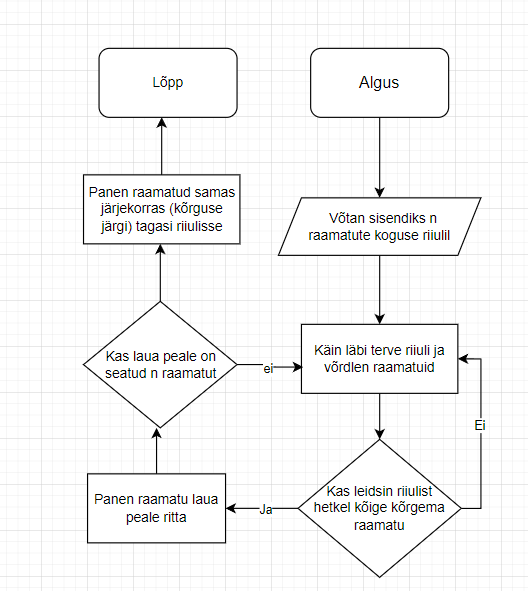 Lõpp
Algus
Panen raamatud samas
järjekorras (kõrguse
järgi) tagasi riiulisse
Võtan sisendiks n
raamatute koguse riiulil
Kas laua peale on
seatud n raamatut
ei
Käin läbi terve riiuli ja
võrdlen raamatuid
Ei
Panen raamatu laua
peale ritta
Ja
Kas leidsin riiulist
hetkel kõige kõrgema
raamatu